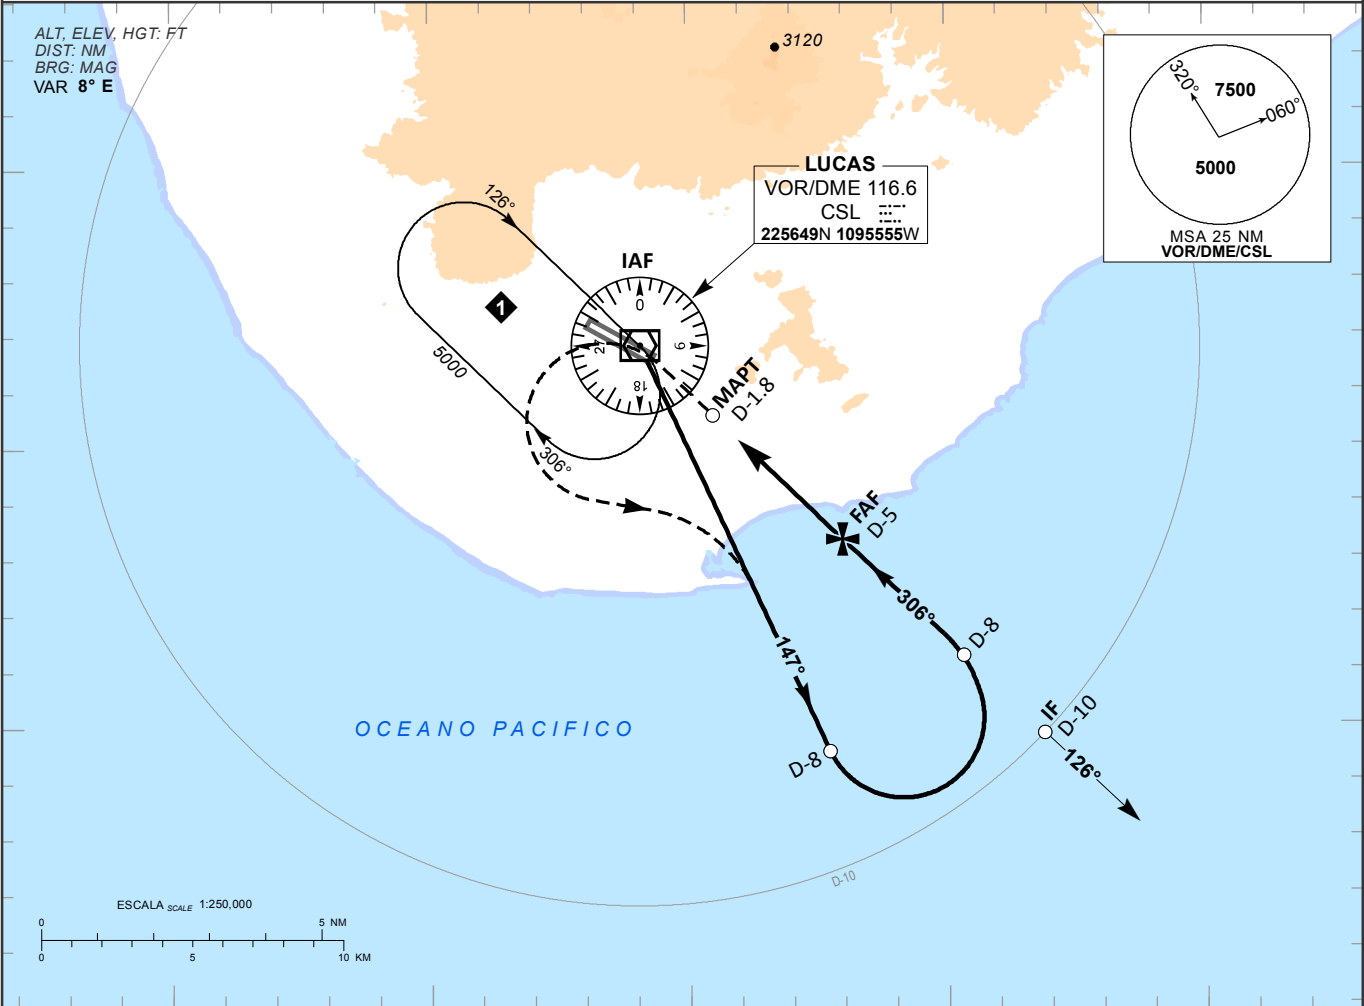 ALT, ELEV, HGT: FT
DIST: NM
BRG: MAG
VAR 8° E
3120
320°
7500
060°
5000
MSA 25 NM
VOR/DME/CSL
LUCAS
VOR/DME 116.6
CSL
225649N 1095555W
126°
IAF
0
9
18
27
1
5000
306°
MAPT
D-1.8
FAF
D-5
306°
D-8
147°
D-8
IF
D-10
126°
OCEANO PACIFICO
D-10
ESCALA SCALE 1:250,000
0 5 NM
0 5 10 KM